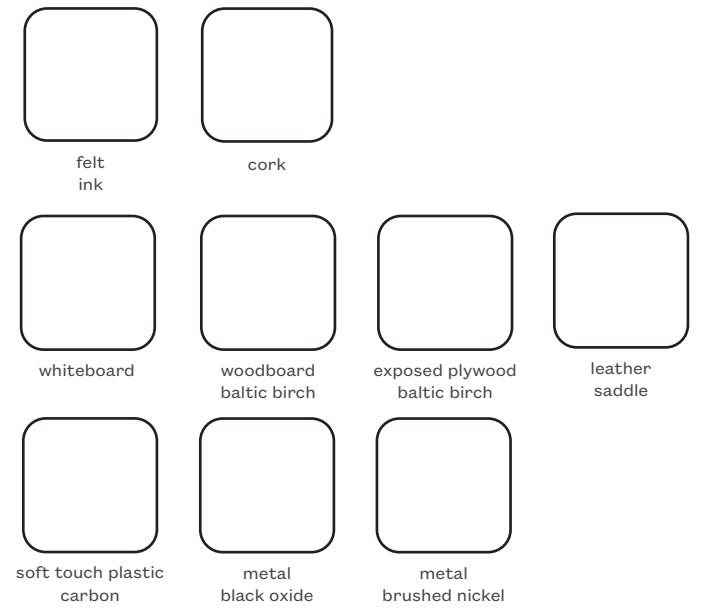 felt
ink
cork
whiteboard
woodboard
baltic birch
exposed plywood
baltic birch
leather
saddle
soft touch plastic
carbon
metal
black oxide
metal
brushed nickel